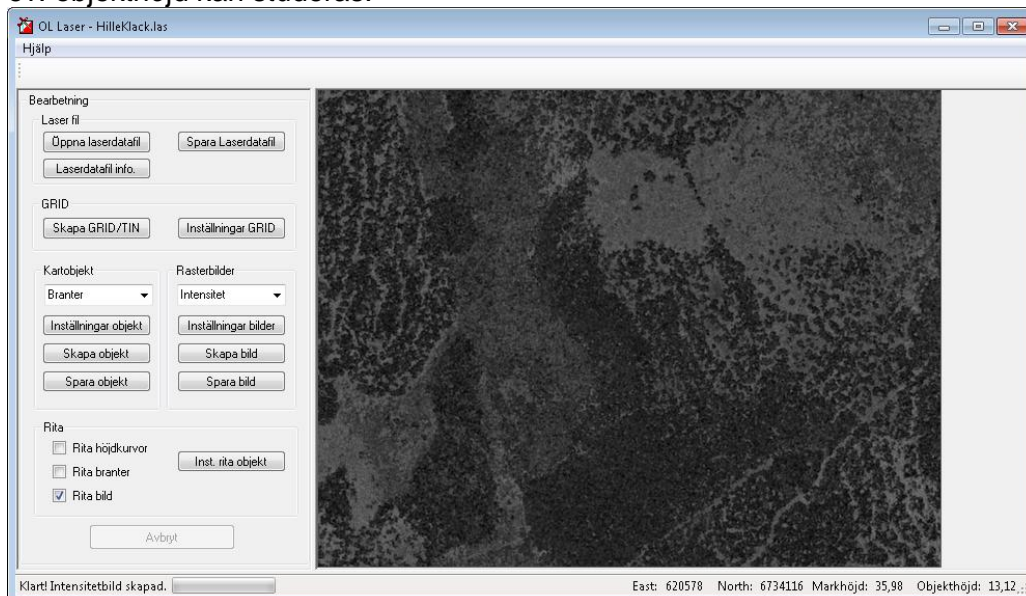 OL Laser - HilleKlack.las
Hjälp
Bearbetning
Laser fil
Öppna laserdatafil Spara Laserdatafil
Laserdatafil info.
GRID
Skapa GRID/TIN Inställningar GRID
Kartobjekt Rasterbilder
Branter Intensitet
Inställningar objekt Inställningar bilder
Skapa objekt Skapa bild
Spara objekt Spara bild
Rita
Rita höjdkurvor
Inst. rita objekt
Rita branter
Rita bild
Avbryt
Klart! Intensitetbild skapad. East: 620578 North: 6734116 Markhöjd: 35,98 Objekthöjd: 13,12